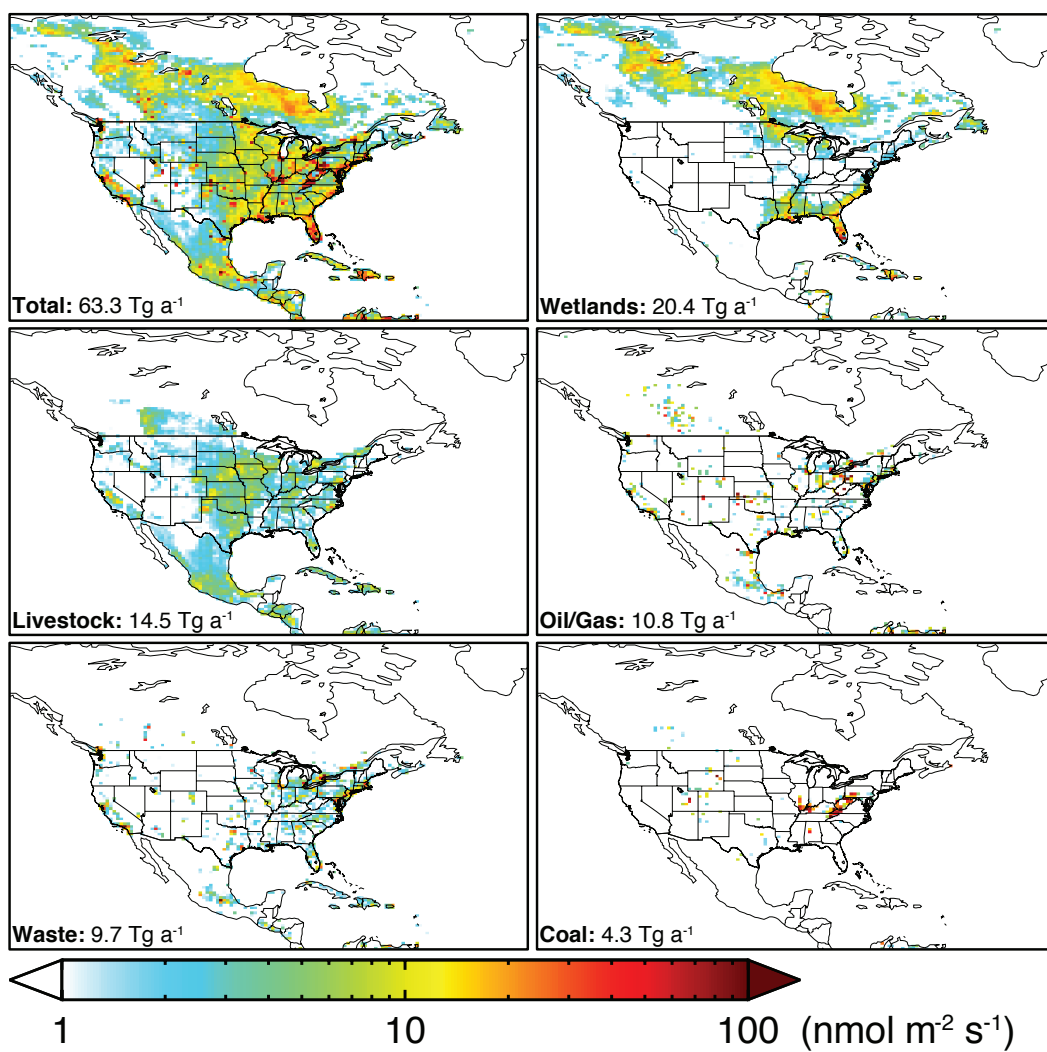 Total: 63.3 Tg a⁻¹
Wetlands: 20.4 Tg a⁻¹
Livestock: 14.5 Tg a⁻¹
Oil/Gas: 10.8 Tg a⁻¹
Waste: 9.7 Tg a⁻¹
Coal: 4.3 Tg a⁻¹
1 10 100 (nmol m⁻² s⁻¹)